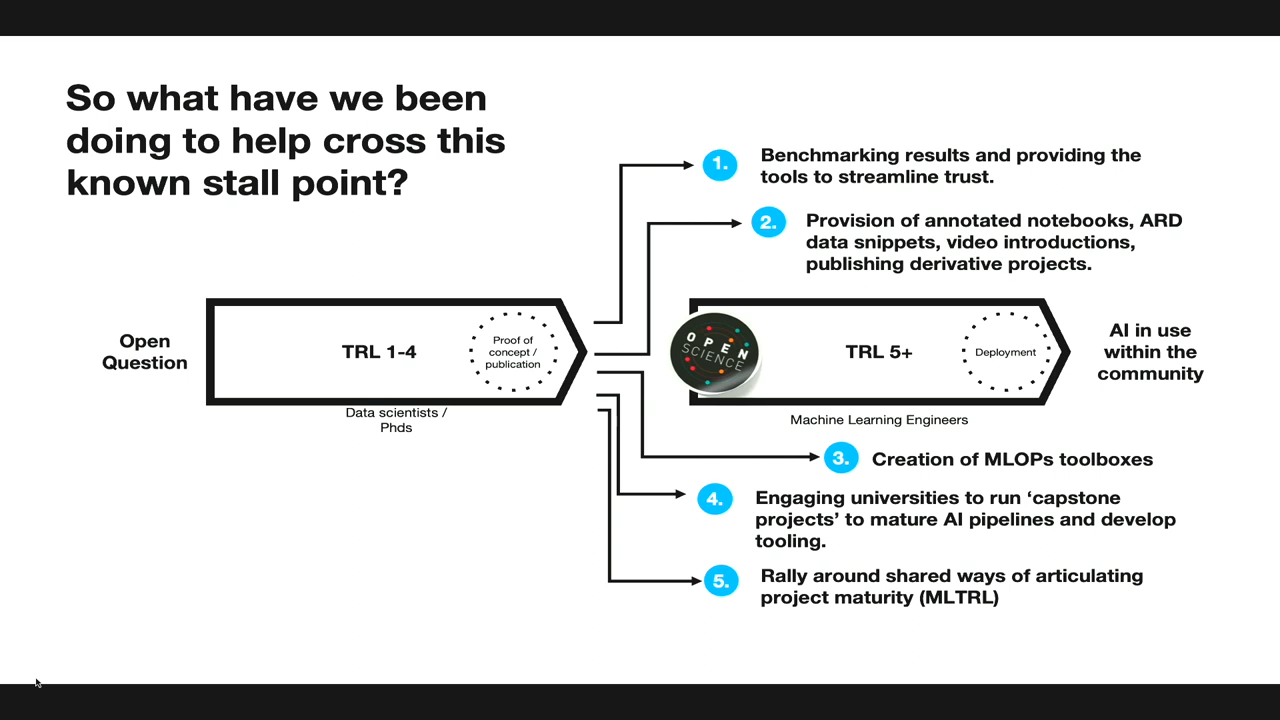 So what have we been
doing to help cross this
known stall point?
1.
Benchmarking results and providing the
tools to streamline trust.
2.
Provision of annotated notebooks, ARD
data snippets, video introductions,
publishing derivative projects.
Open
Question
TRL 1-4
Proof of
concept /
publication
Data scientists /
Phds
OPEN
SCIENCE
TRL 5+
Deployment
Machine Learning Engineers
AI in use
within the
community
3.
Creation of MLOPs toolboxes
4.
Engaging universities to run ‘capstone
projects’ to mature AI pipelines and develop
tooling.
5.
Rally around shared ways of articulating
project maturity (MLTRL)